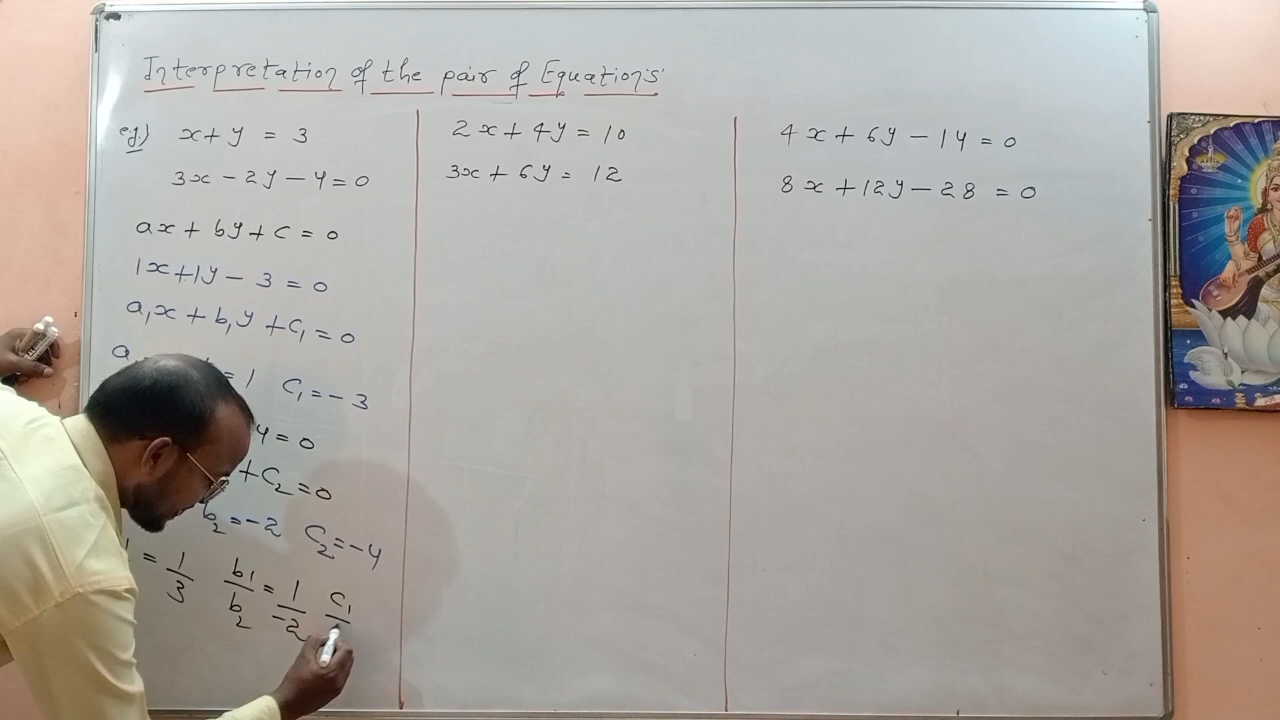 Interpretation of the pair of Equations
eg) x + y = 3
3x - 2y - 4 = 0
ax + by + c = 0
1x + 1y - 3 = 0
a₁x + b₁y + c₁ = 0
a = 1 c₁ = - 3
4 = 0
+ c₂ = 0
b₂ = - 2 c₂ = - 4
= 1/3 b₁/b₂ = 1/-2 c₁
2x + 4y = 10
3x + 6y = 12
4x + 6y - 14 = 0
8x + 12y - 28 = 0